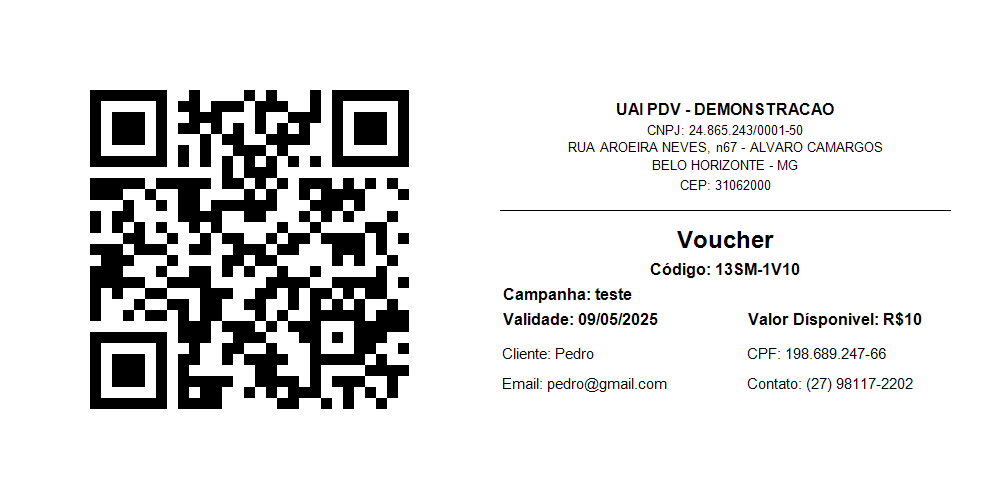 UAI PDV - DEMONSTRACAO
CNPJ: 24.865.243/0001-50
RUA AROEIRA NEVES, n67 - ALVARO CAMARGOS
BELO HORIZONTE - MG
CEP: 31062000
Voucher
Código: 13SM-1V10
Campanha: teste
Validade: 09/05/2025 Valor Dísponivel: R$10
Cliente: Pedro CPF: 198.689.247-66
Email: pedro@gmail.com Contato: (27) 98117-2202